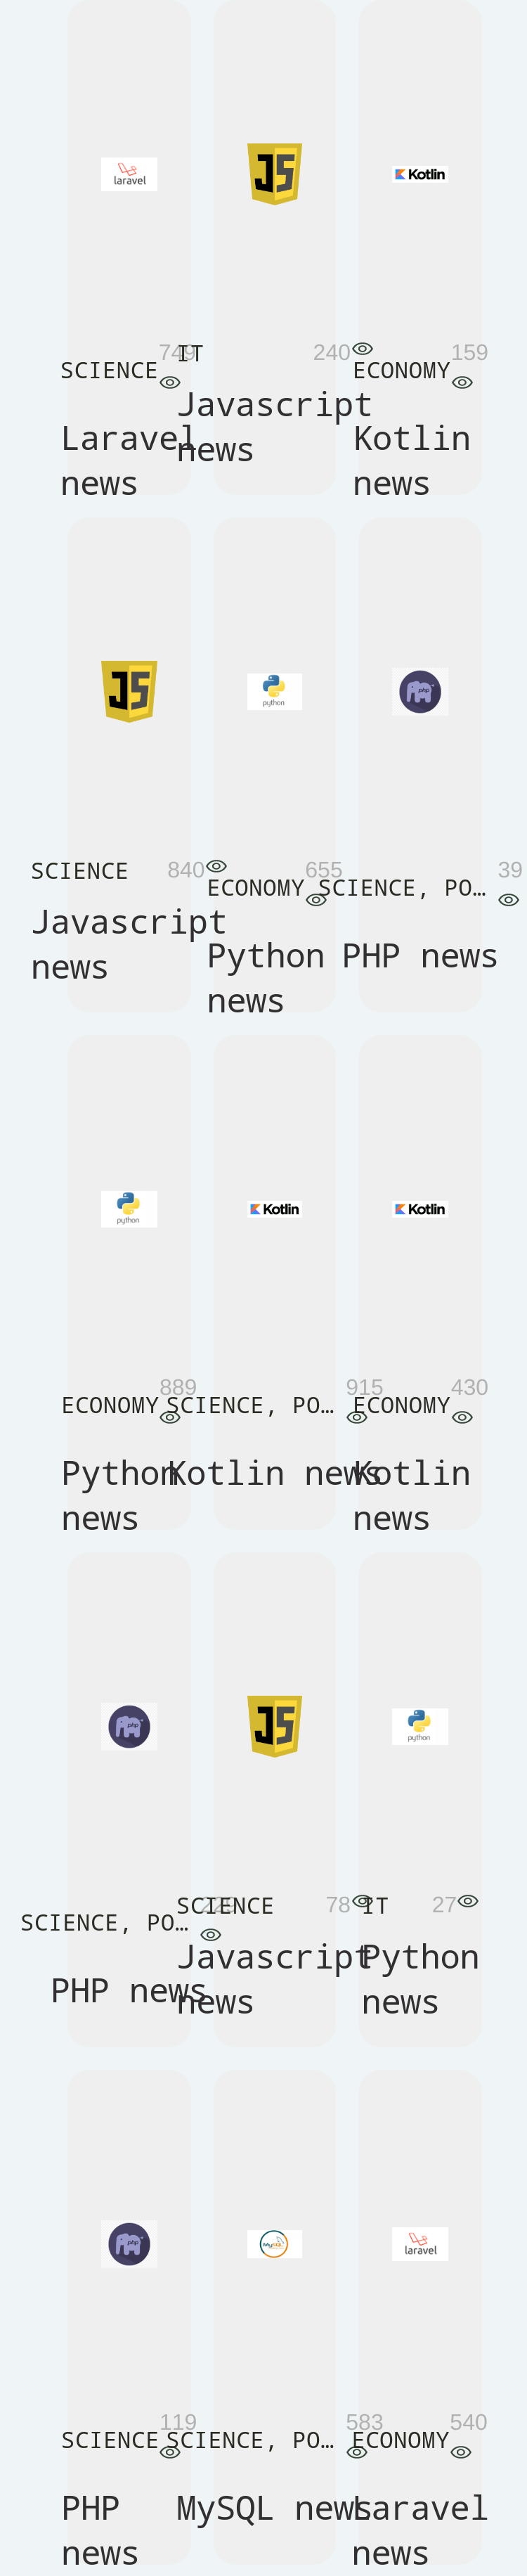 laravel
JS
Kotlin
SCIENCE
749
Laravel
news
IT
240
Javascript
news
ECONOMY
159
Kotlin
news
JS
python
php
SCIENCE
840
Javascript
news
ECONOMY
655
Python
news
SCIENCE, PO…
39
PHP news
python
Kotlin
Kotlin
ECONOMY
889
Python
news
SCIENCE, PO…
915
Kotlin news
ECONOMY
430
Kotlin
news
php
JS
python
SCIENCE, PO…
PHP news
SCIENCE
78
Javascript
news
IT
27
Python
news
php
MySQL
laravel
SCIENCE
119
PHP
news
SCIENCE, PO…
583
MySQL news
ECONOMY
540
Laravel
news